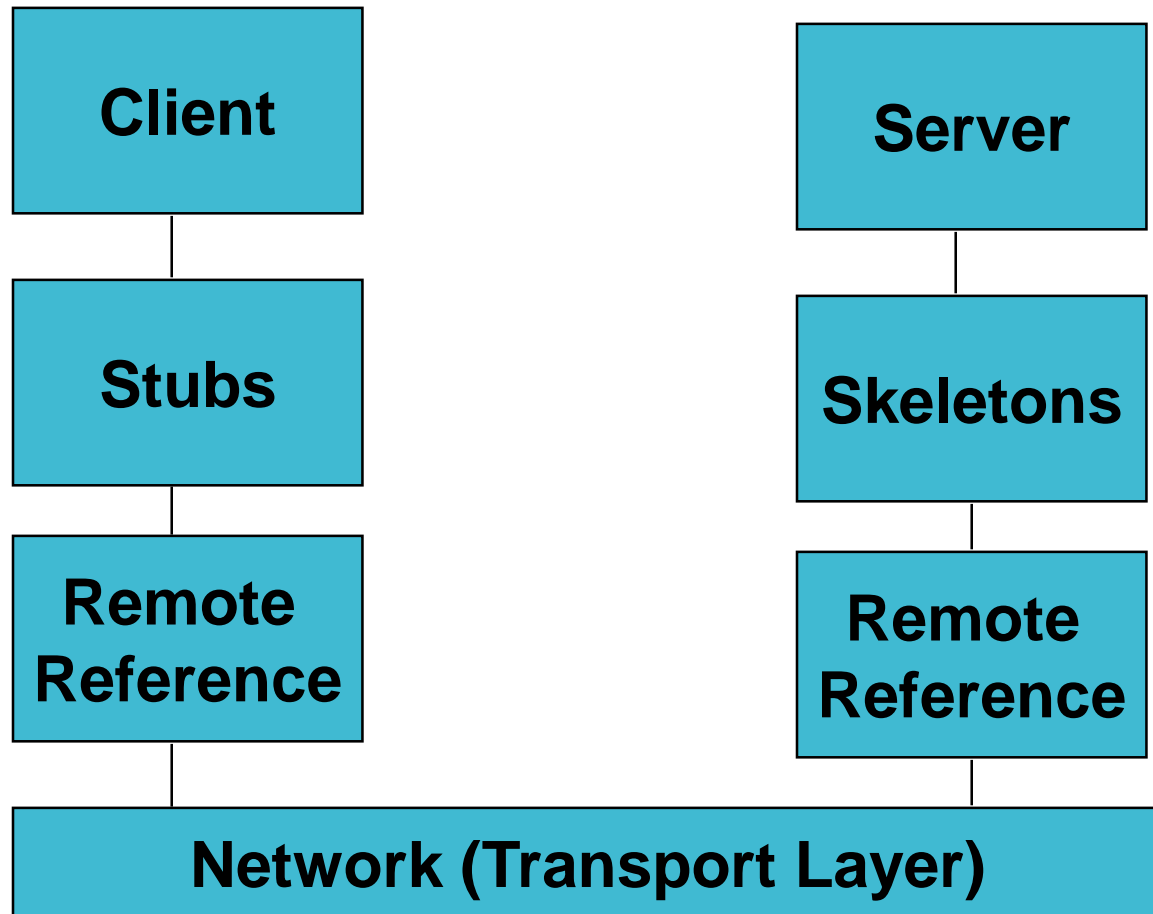 Client
Server
Stubs
Skeletons
Remote
Reference
Remote
Reference
Network (Transport Layer)